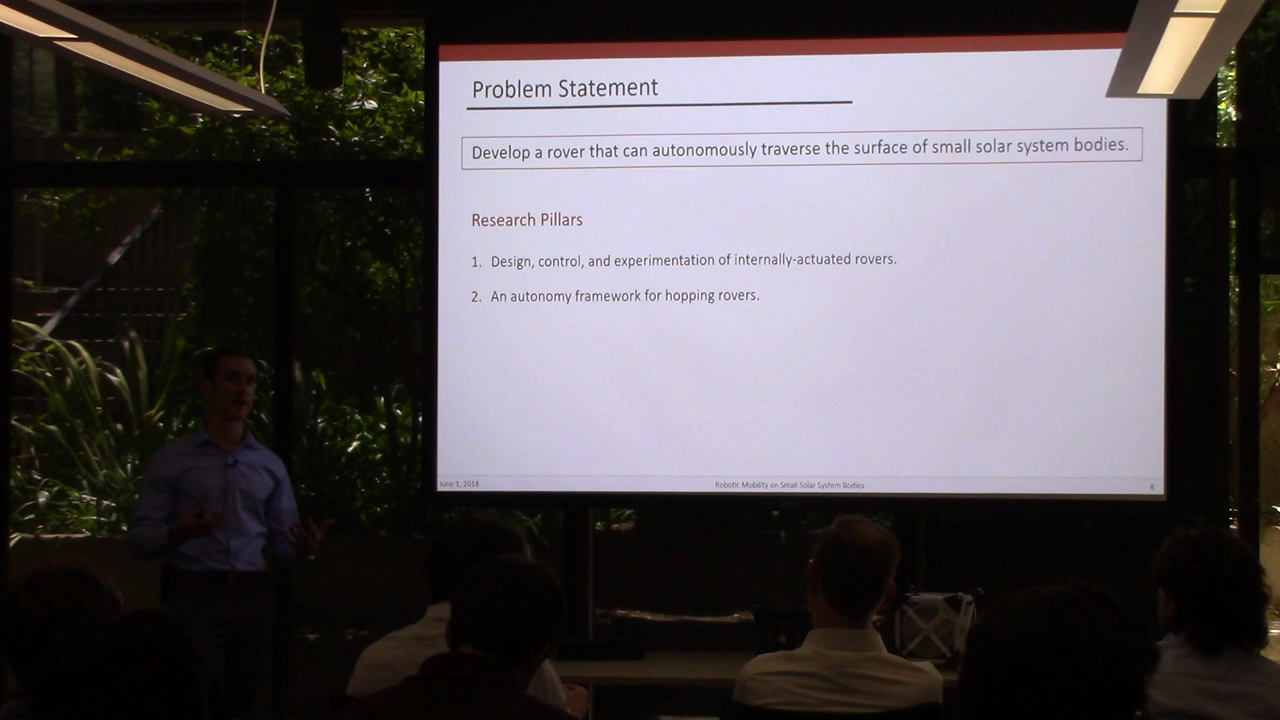 Problem Statement
Develop a rover that can autonomously traverse the surface of small solar system bodies.
Research Pillars
1. Design, control, and experimentation of internally-actuated rovers.
2. An autonomy framework for hopping rovers.
June 1, 2018
Robotic Mobility on Small Solar System Bodies
8